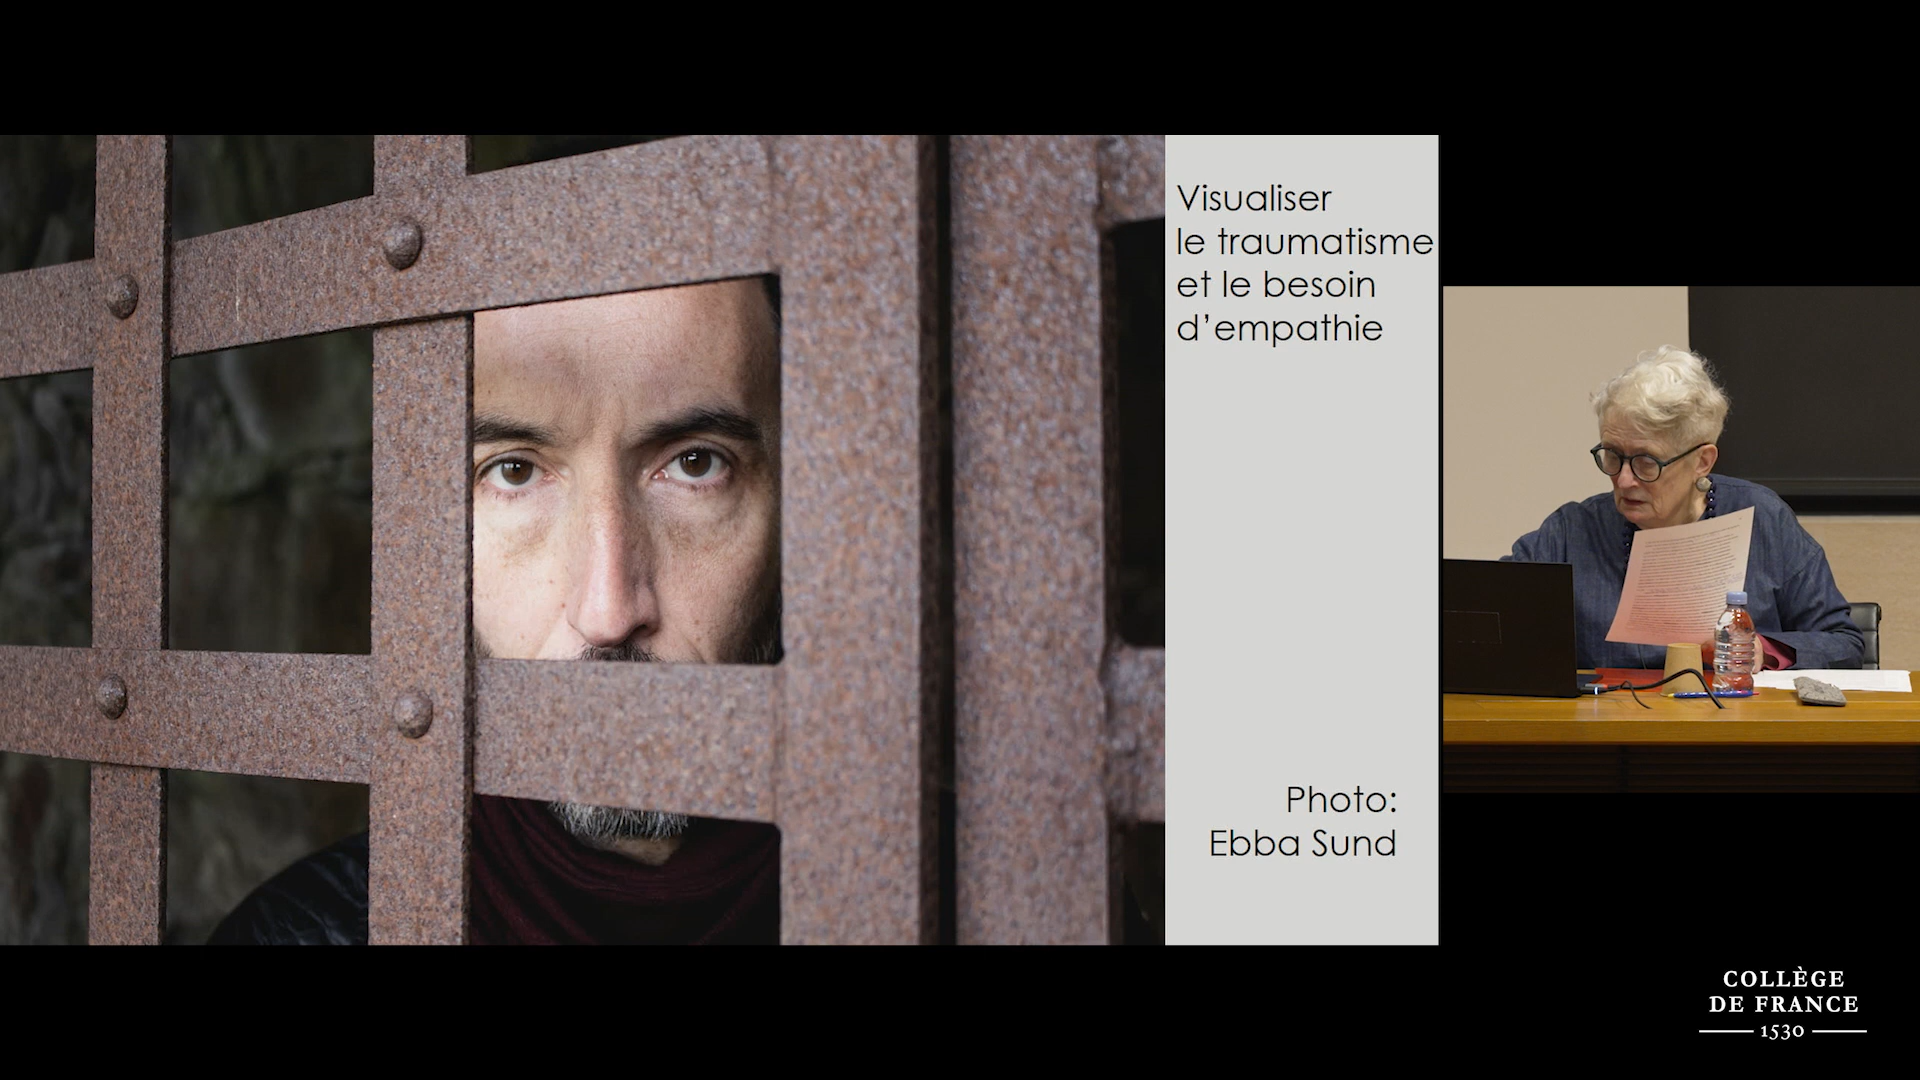 Visualiser
le traumatisme
et le besoin
d’empathie
Photo:
Ebba Sund
COLLÈGE
DE FRANCE
1530